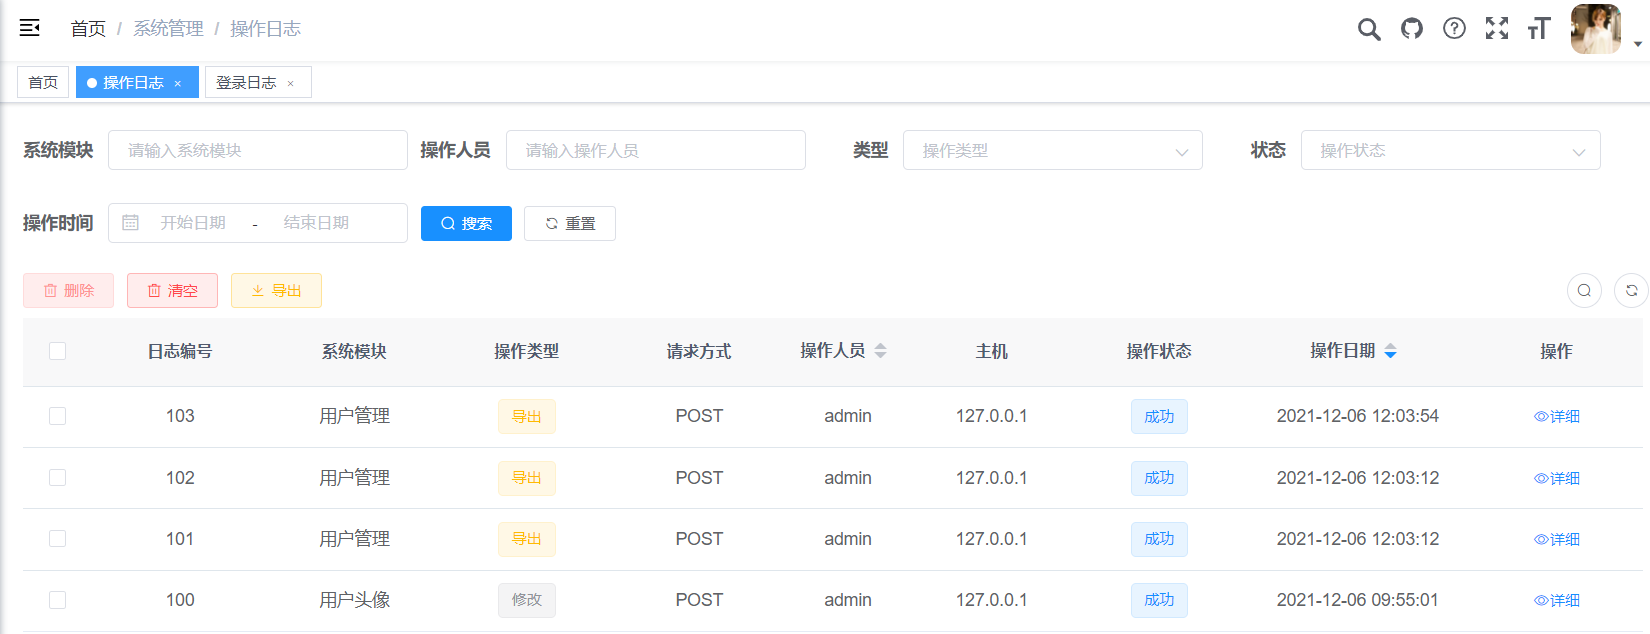 首页 / 系统管理 / 操作日志
首页 操作日志 × 登录日志 ×
系统模块 请输入系统模块 操作人员 请输入操作人员 类型 操作类型 状态 操作状态
操作时间 开始日期 - 结束日期 搜索 重置
删除 清空 导出
日志编号 系统模块 操作类型 请求方式 操作人员 主机 操作状态 操作日期 操作
103 用户管理 导出 POST admin 127.0.0.1 成功 2021-12-06 12:03:54 详细
102 用户管理 导出 POST admin 127.0.0.1 成功 2021-12-06 12:03:12 详细
101 用户管理 导出 POST admin 127.0.0.1 成功 2021-12-06 12:03:12 详细
100 用户头像 修改 POST admin 127.0.0.1 成功 2021-12-06 09:55:01 详细